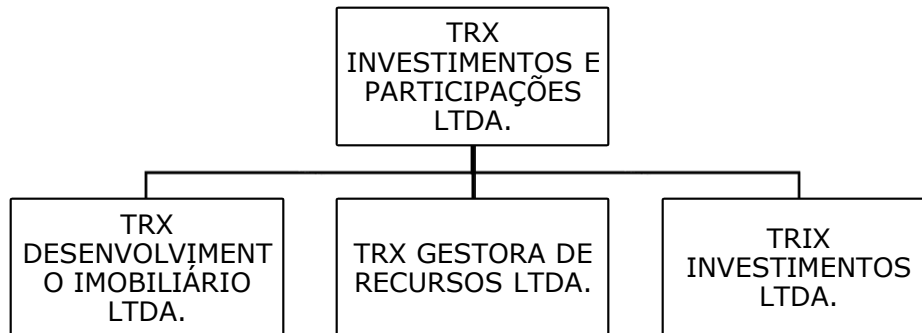 TRX
INVESTIMENTOS E
PARTICIPAÇÕES
LTDA.
TRX
DESENVOLVIMENT
O IMOBILIÁRIO
LTDA.
TRX GESTORA DE
RECURSOS LTDA.
TRIX
INVESTIMENTOS
LTDA.